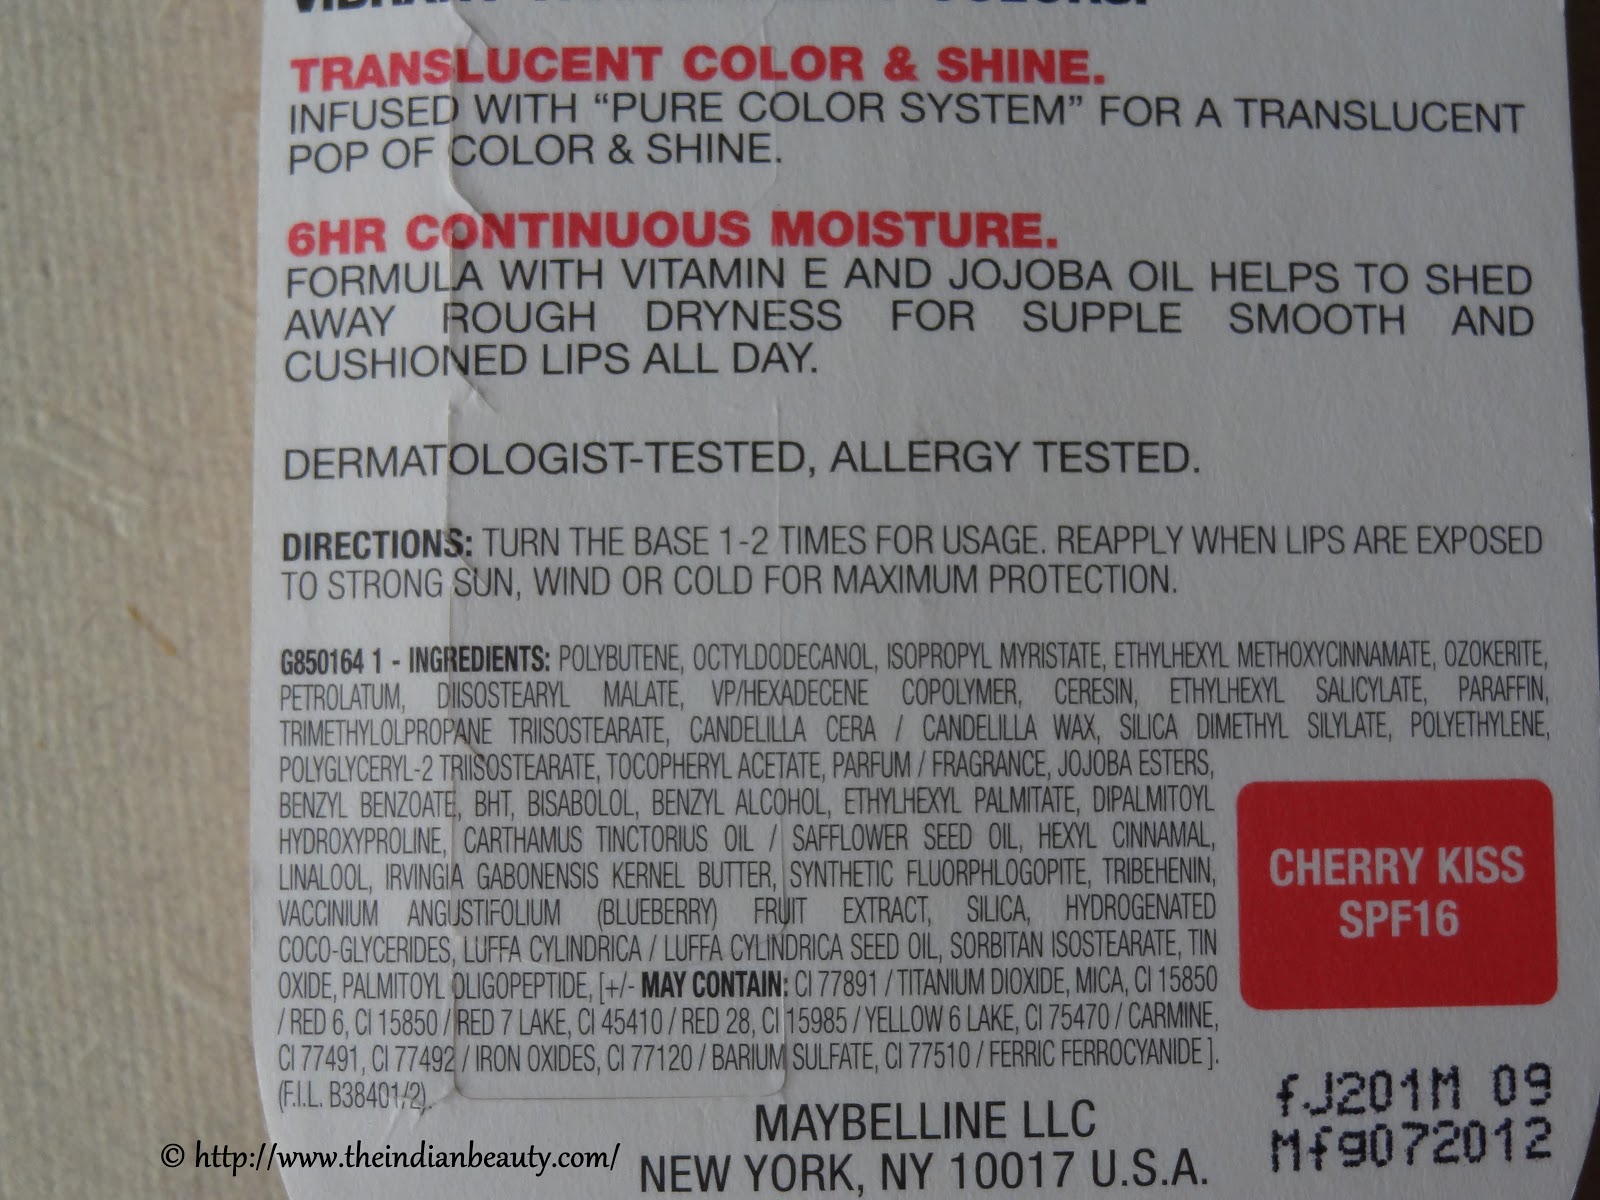 TRANSLUCENT COLOR & SHINE.
INFUSED WITH “PURE COLOR SYSTEM” FOR A TRANSLUCENT
POP OF COLOR & SHINE.
6HR CONTINUOUS MOISTURE.
FORMULA WITH VITAMIN E AND JOJOBA OIL HELPS TO SHED
AWAY ROUGH DRYNESS FOR SUPPLE SMOOTH AND
CUSHIONED LIPS ALL DAY.
DERMATOLOGIST-TESTED, ALLERGY TESTED.
DIRECTIONS: TURN THE BASE 1-2 TIMES FOR USAGE. REAPPLY WHEN LIPS ARE EXPOSED
TO STRONG SUN, WIND OR COLD FOR MAXIMUM PROTECTION.
G850164 1 - INGREDIENTS: POLYBUTENE, OCTYLDODECANOL, ISOPROPYL MYRISTATE, ETHYLHEXYL METHOXYCINNAMATE, OZOKERITE,
PETROLATUM, DIISOSTEARYL MALATE, VP/HEXADECENE COPOLYMER, CERESIN, ETHYLHEXYL SALICYLATE, PARAFFIN,
TRIMETHYLOLPROPANE TRIISOSTEARATE, CANDELILLA CERA / CANDELILLA WAX, SILICA DIMETHYL SILYLATE, POLYETHYLENE,
POLYGLYCERYL-2 TRIISOSTEARATE, TOCOPHERYL ACETATE, PARFUM / FRAGRANCE, JOJOBA ESTERS,
BENZYL BENZOATE, BHT, BISABOLOL, BENZYL ALCOHOL, ETHYLHEXYL PALMITATE, DIPALMITOYL
HYDROXYPROLINE, CARTHAMUS TINCTORIUS OIL / SAFFLOWER SEED OIL, HEXYL CINNAMAL,
LINALOOL, IRVINGIA GABONENSIS KERNEL BUTTER, SYNTHETIC FLUORPHLOGOPITE, TRIBEHENIN,
VACCINIUM ANGUSTIFOLIUM (BLUEBERRY) FRUIT EXTRACT, SILICA, HYDROGENATED
COCO-GLYCERIDES, LUFFA CYLINDRICA / LUFFA CYLINDRICA SEED OIL, SORBITAN ISOSTEARATE, TIN
OXIDE, PALMITOYL OLIGOPEPTIDE, [+/- MAY CONTAIN: CI 77891 / TITANIUM DIOXIDE, MICA, CI 15850
/ RED 6, CI 15850 / RED 7 LAKE, CI 45410 / RED 28, CI 15985 / YELLOW 6 LAKE, CI 75470 / CARMINE,
CI 77491, CI 77492 / IRON OXIDES, CI 77120 / BARIUM SULFATE, CI 77510 / FERRIC FERROCYANIDE ].
(F.I.L. B38401/2).
CHERRY KISS
SPF16
fJ201M 09
Mfg072012
MAYBELLINE LLC
NEW YORK, NY 10017 U.S.A.
© http://www.theindianbeauty.com/